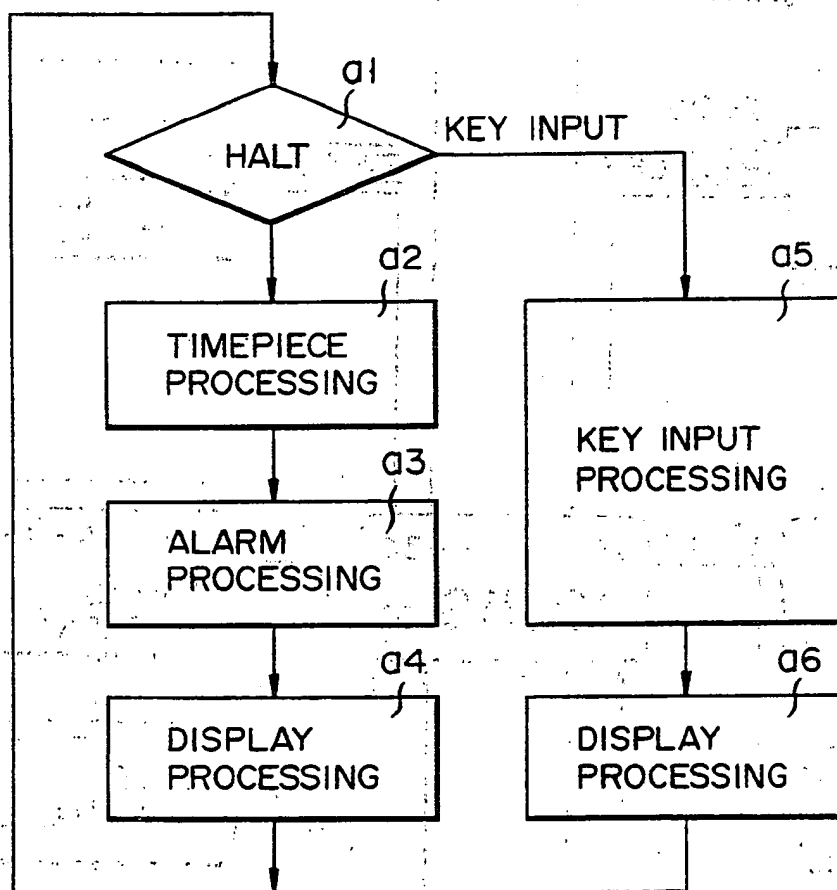 a1
HALT
KEY INPUT
a2
TIMEPIECE
PROCESSING
a3
ALARM
PROCESSING
a4
DISPLAY
PROCESSING
a5
KEY INPUT
PROCESSING
a6
DISPLAY
PROCESSING